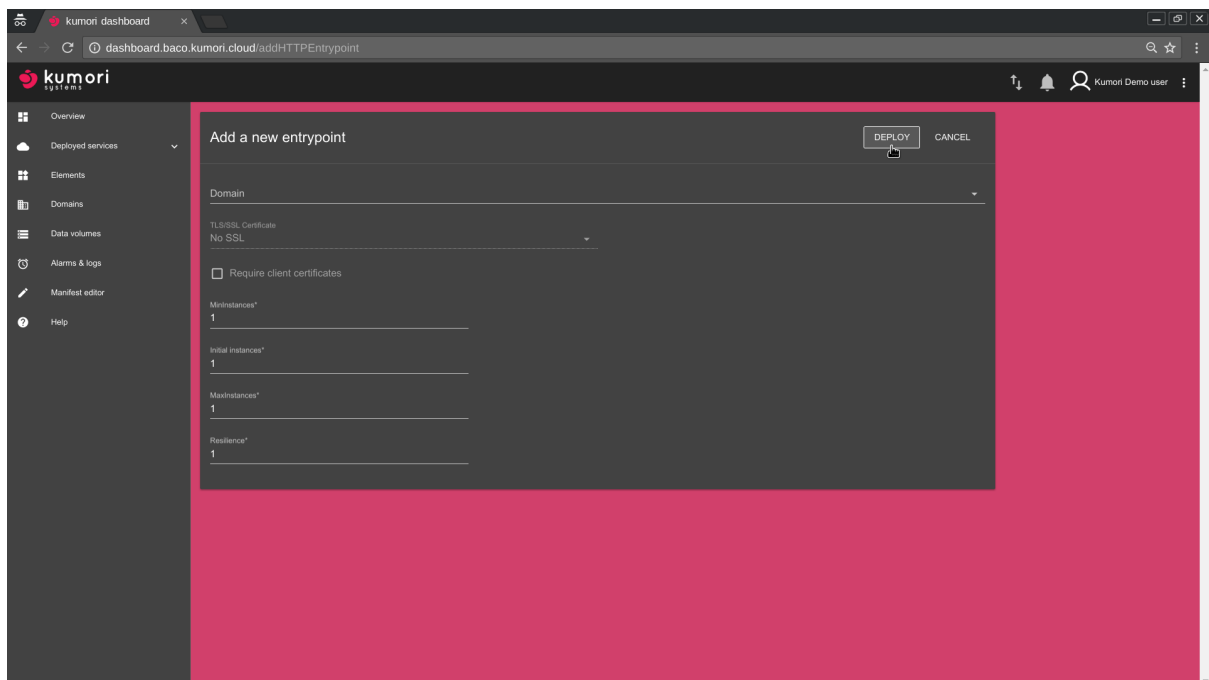 kumori dashboard
dashboard.baco.kumori.cloud/addHTTPEntrypoint
kumori
systems
Kumori Demo user
Overview
Deployed services
Elements
Domains
Data volumes
Alarms & logs
Manifest editor
Help
Add a new entrypoint
DEPLOY CANCEL
Domain
TLS/SSL Certificate
No SSL
Require client certificates
MinInstances*
1
Initial instances*
1
MaxInstances*
1
Resilience*
1